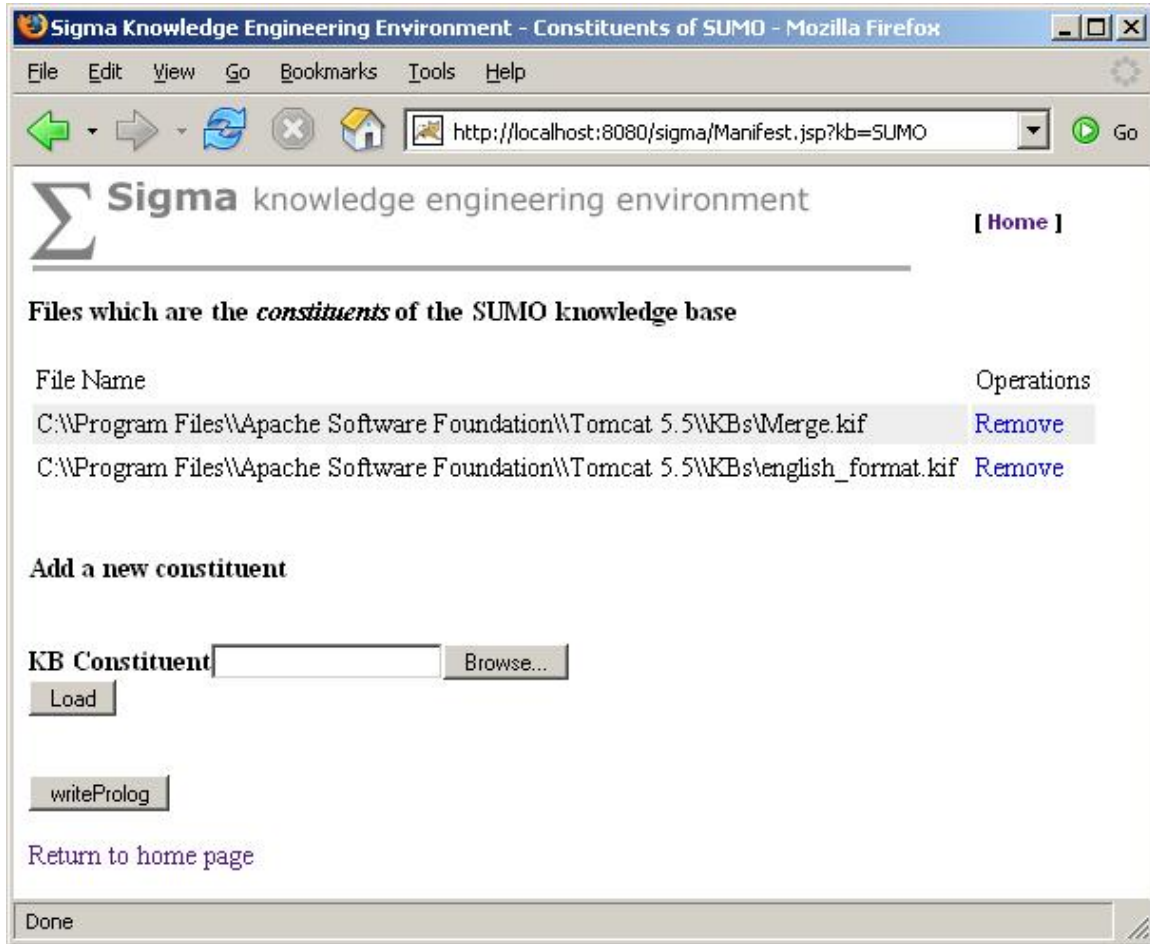 Sigma Knowledge Engineering Environment - Constituents of SUMO - Mozilla Firefox
File Edit View Go Bookmarks Tools Help
http://localhost:8080/sigma/Manifest.jsp?kb=SUMO Go
Σ Sigma knowledge engineering environment
[ Home ]
Files which are the constituents of the SUMO knowledge base
File Name Operations
C:\\Program Files\\Apache Software Foundation\\Tomcat 5.5\\KBs\Merge.kif Remove
C:\\Program Files\\Apache Software Foundation\\Tomcat 5.5\\KBs\english_format.kif Remove
Add a new constituent
KB Constituent Browse...
Load
writeProlog
Return to home page
Done